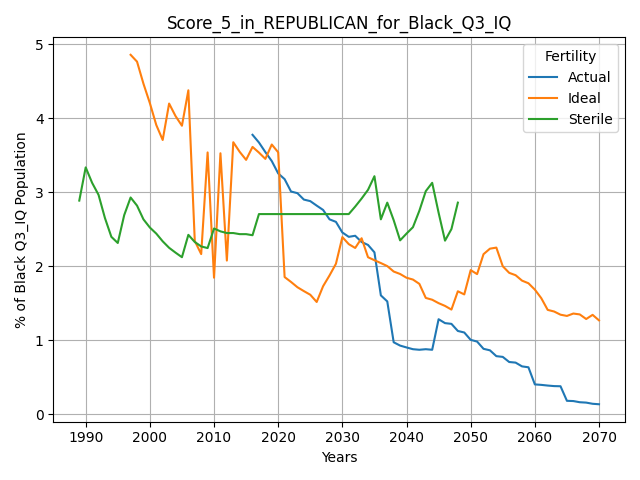 Score_5_in_REPUBLICAN_for_Black_Q3_IQ
% of Black Q3_IQ Population
5
4
3
2
1
0
Fertility
Actual
Ideal
Sterile
1990 2000 2010 2020 2030 2040 2050 2060 2070
Years